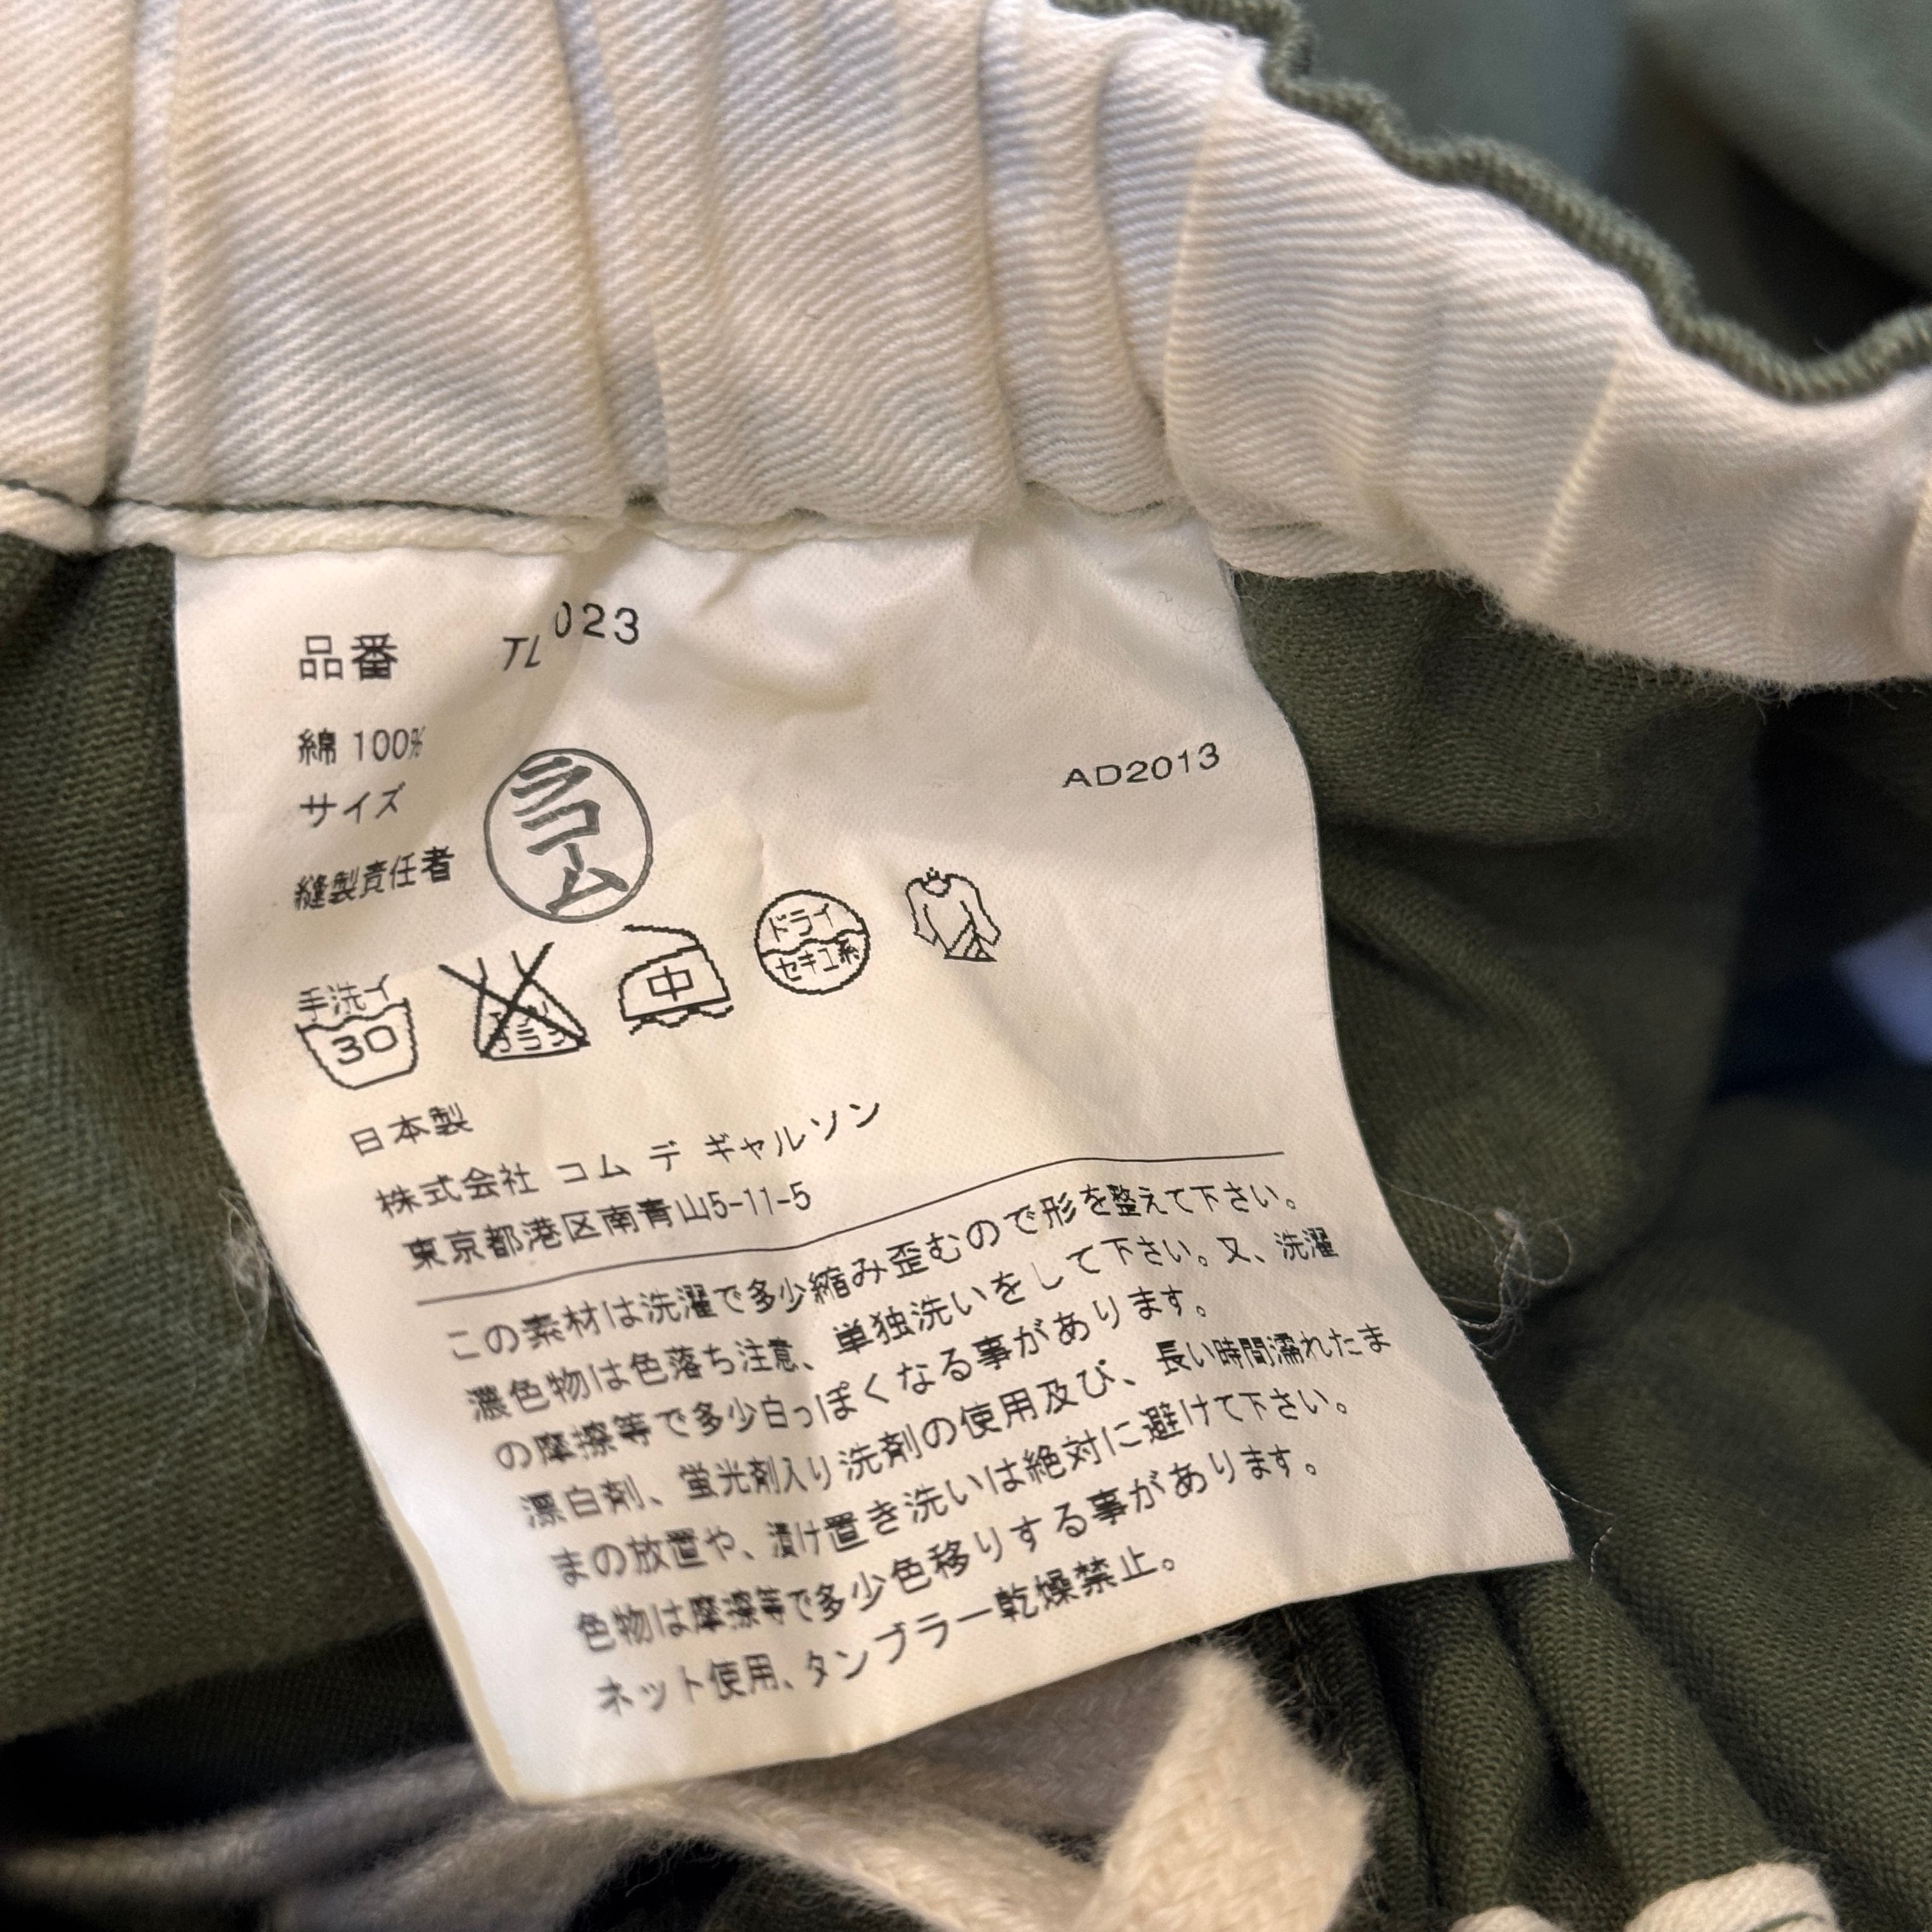 品番 TL 023
綿 100%
AD2013
サイズ
縫製責任者
ラコーム
手洗イ
30
エンソ
サラシ
中
ドライ
セキユ系
日本製
株式会社 コム デ ギャルソン
東京都港区南青山5-11-5
この素材は洗濯で多少縮み歪むので形を整えて下さい。
濃色物は色落ち注意、単独洗いをして下さい。又、洗濯
の摩擦等で多少白っぽくなる事があります。
漂白剤、蛍光剤入り洗剤の使用及び、長い時間濡れたま
まの放置や、漬け置き洗いは絶対に避けて下さい。
色物は摩擦等で多少色移りする事があります。
ネット使用、タンブラー乾燥禁止。